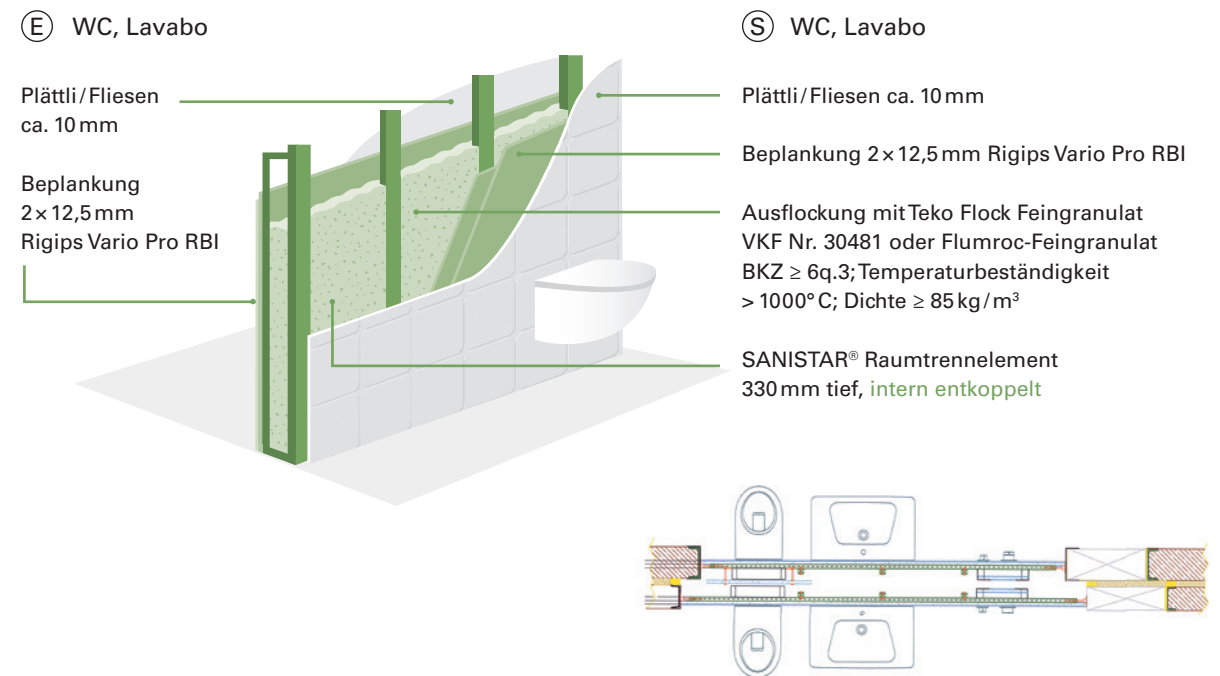 E WC, Lavabo
Plättli/Fliesen
ca. 10 mm
Beplankung
2 × 12,5 mm
Rigips Vario Pro RBI
S WC, Lavabo
Plättli/Fliesen ca. 10 mm
Beplankung 2 × 12,5 mm Rigips Vario Pro RBI
Ausflockung mit Teko Flock Feingranulat
VKF Nr. 30481 oder Flumroc-Feingranulat
BKZ ≥ 6q.3; Temperaturbeständigkeit
> 1000° C; Dichte ≥ 85 kg/m³
SANISTAR® Raumtrennelement
330 mm tief, intern entkoppelt